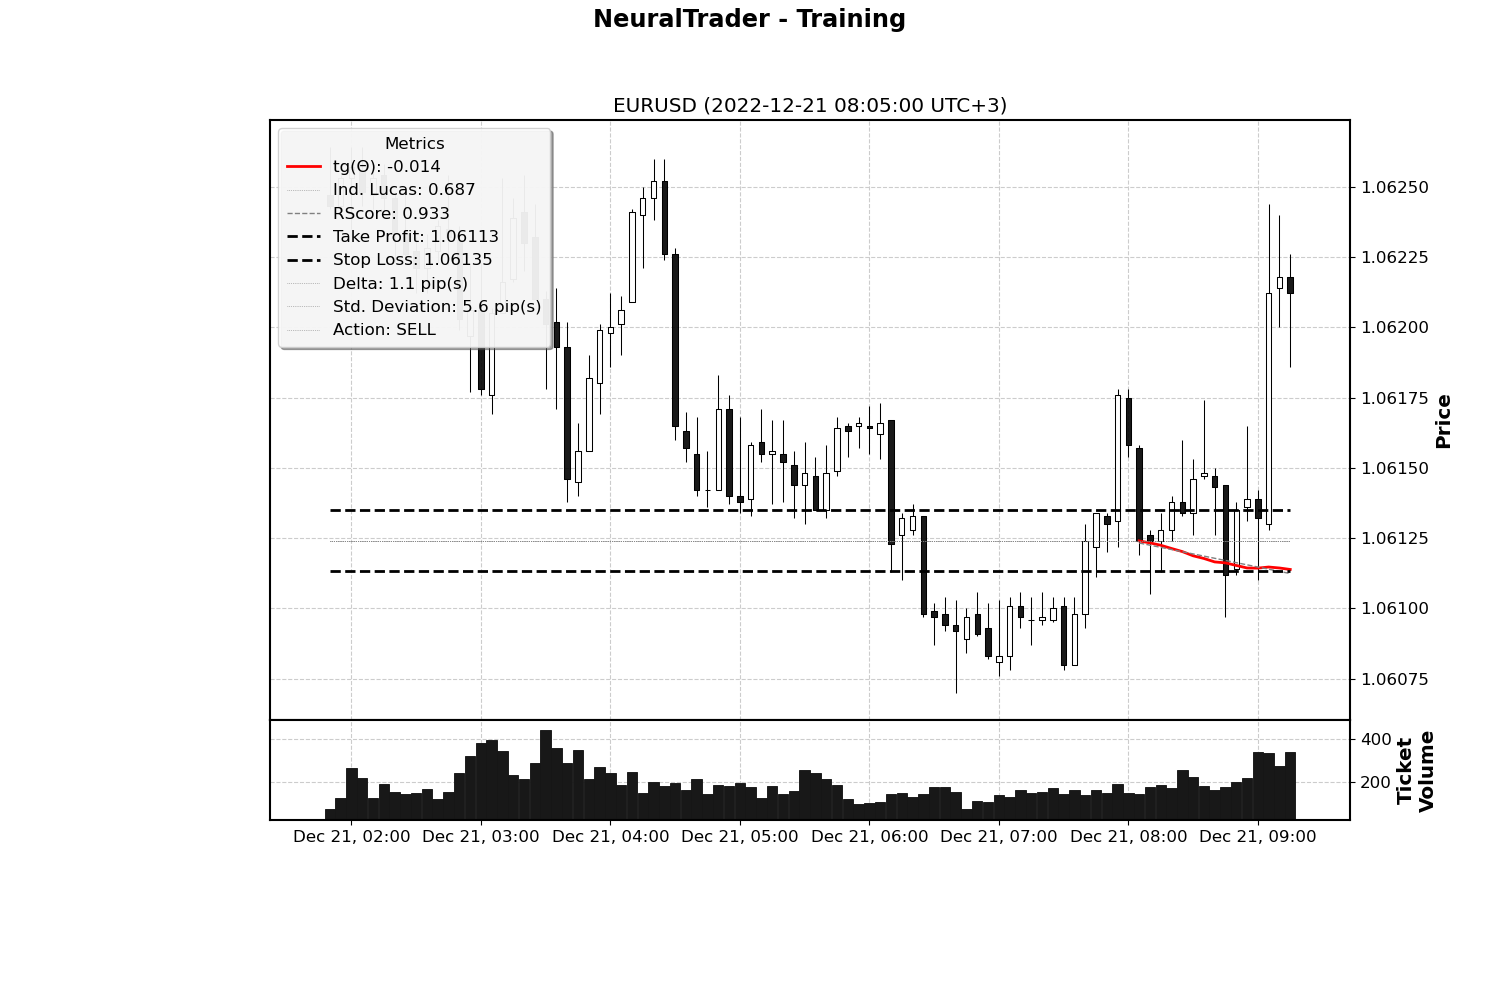 NeuralTrader - Training
EURUSD (2022-12-21 08:05:00 UTC+3)
Metrics
tg(Θ): -0.014
Ind. Lucas: 0.687
RScore: 0.933
Take Profit: 1.06113
Stop Loss: 1.06135
Delta: 1.1 pip(s)
Std. Deviation: 5.6 pip(s)
Action: SELL
1.06250
1.06225
1.06200
1.06175
1.06150
1.06125
1.06100
1.06075
Price
400
200
Ticket
Volume
Dec 21, 02:00 Dec 21, 03:00 Dec 21, 04:00 Dec 21, 05:00 Dec 21, 06:00 Dec 21, 07:00 Dec 21, 08:00 Dec 21, 09:00